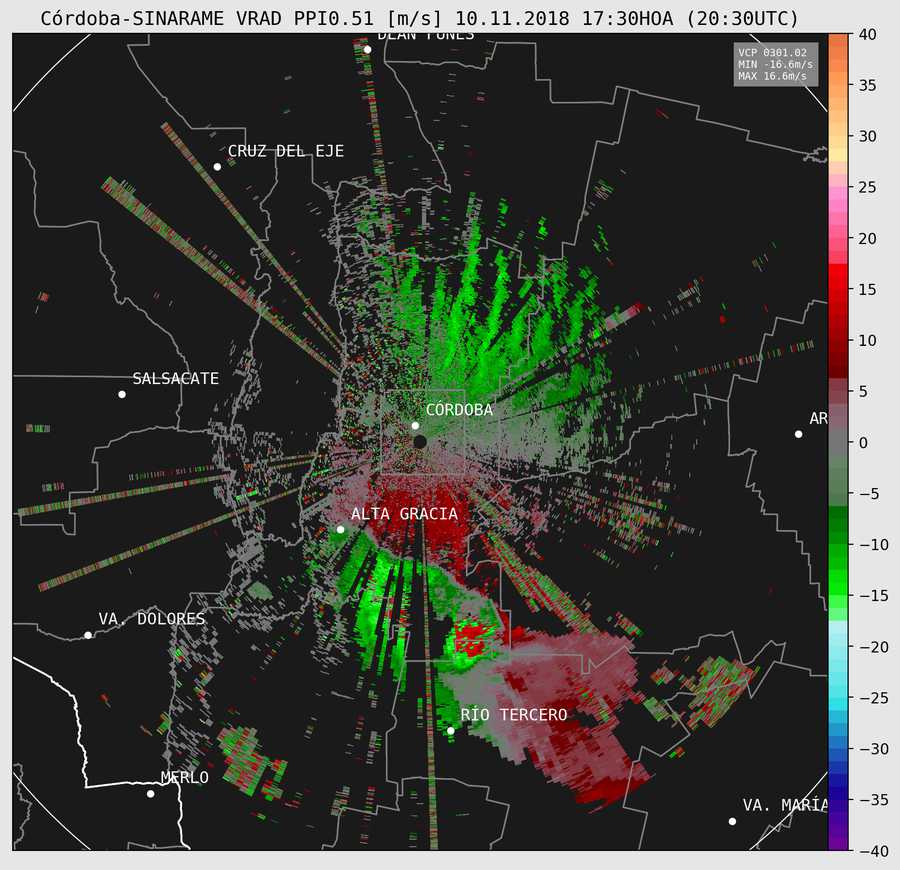 Córdoba-SINARAME VRAD PPI0.51 [m/s] 10.11.2018 17:30HOA (20:30UTC)
DEAN FUNES
VCP 0301.02
MIN -16.6m/s
MAX 16.6m/s
CRUZ DEL EJE
SALSACATE
CÓRDOBA
AR
ALTA GRACIA
VA. DOLORES
RÍO TERCERO
MERLO
VA. MARÍA
40
35
30
25
20
15
10
5
0
−5
−10
−15
−20
−25
−30
−35
−40